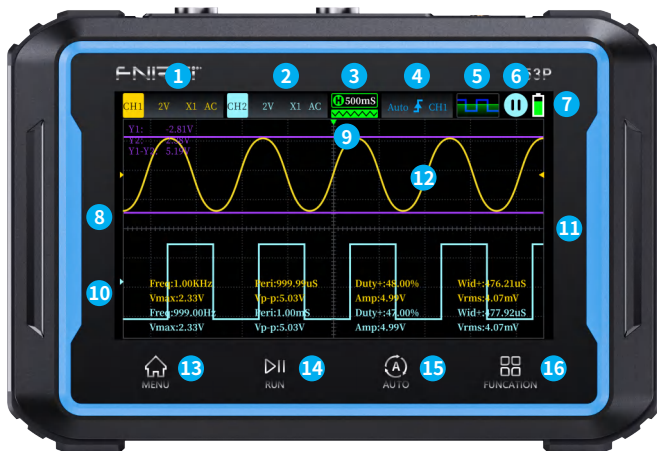 1 2 3 4 5 6
CH1 2V X1 AC CH2 2V X1 AC H 500mS Auto CH1
7
Y1: -2.81V
9
Y1-Y2
12
8
11
10
Freq:1.00KHz Peri:999.99uS Duty+:48.00% Wid+:476.21uS
Vmax:2.33V Vp-p:5.03V Amp:4.99V Vrms:4.07mV
Freq:999.00Hz Peri:1.00mS Duty+:47.00% Wid+:477.92uS
Vmax:2.33V Vp-p:5.03V Amp:4.99V Vrms:4.07mV
13 14 A 15 16
MENU RUN AUTO FUNCATION